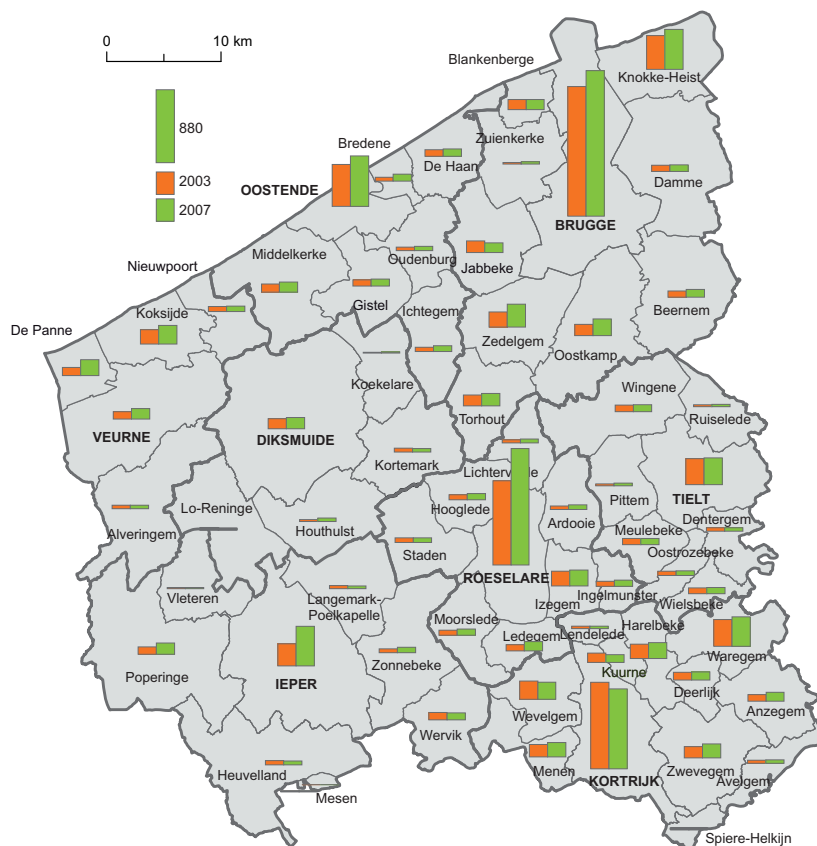 0 10 km
880
2003
2007
Blankenberge
Knokke-Heist
Bredene
Zuienkerke
De Haan
Damme
OOSTENDE
BRUGGE
Middelkerke
Oudenburg
Jabbeke
Nieuwpoort
Gistel
Ichtegem
Beernem
Koksijde
De Panne
Zedelgem
Oostkamp
Koekelare
Wingene
VEURNE
DIKSMUIDE
Torhout
Ruiselede
Kortemark
Lichtervelde
Lo-Reninge
Pittem
TIELT
Hooglede
Alveringem
Houthulst
Ardooie
Dentergem
Meulebeke
Staden
Oostrozebeke
ROESELARE
Vleteren
Langemark-
Poelkapelle
Izegem
Ingelmunster
Wielsbeke
Moorslede
Harelbeke
Ledegem
Lendelede
Waregem
Poperinge
IEPER
Zonnebeke
Kuurne
Deerlijk
Wevelgem
Anzegem
Wervik
Heuvelland
Menen
KORTRIJK
Zwevegem
Avelgem
Mesen
Spiere-Helkijn